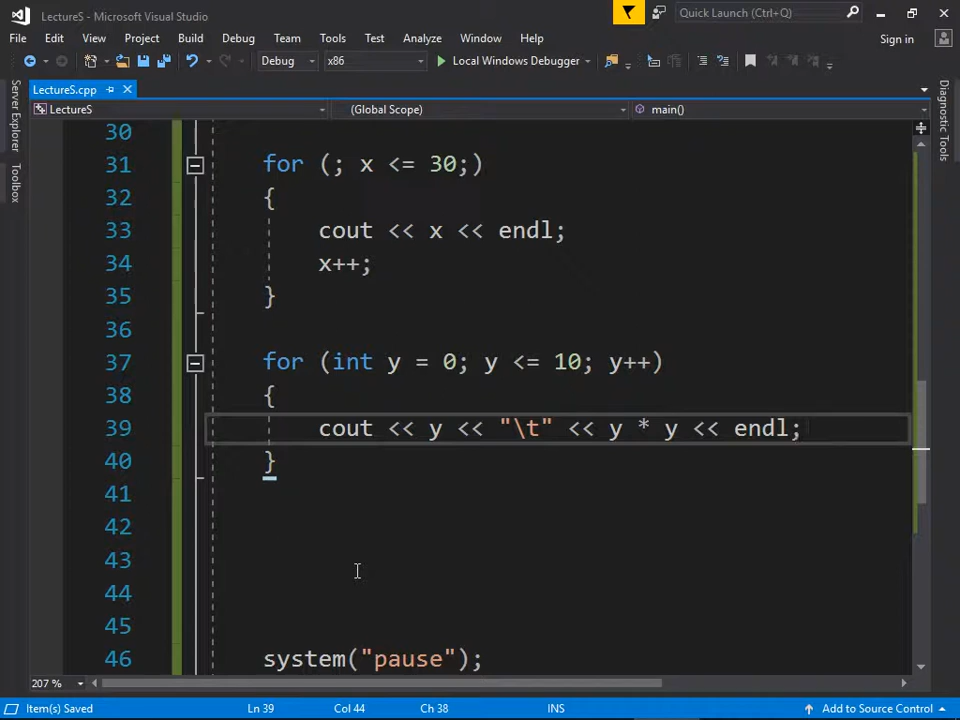 LectureS - Microsoft Visual Studio
Quick Launch (Ctrl+Q)
File Edit View Project Build Debug Team Tools Test Analyze Window Help Sign in
Debug x86 Local Windows Debugger
Server Explorer
Toolbox
LectureS.cpp
LectureS (Global Scope) main()
30
31 for (; x <= 30;)
32 {
33 cout << x << endl;
34 x++;
35 }
36
37 for (int y = 0; y <= 10; y++)
38 {
39 cout << y << "\t" << y * y << endl;
40 }
41
42
43
44
45
46 system("pause");
Diagnostic Tools
207 %
Item(s) Saved Ln 39 Col 44 Ch 38 INS Add to Source Control